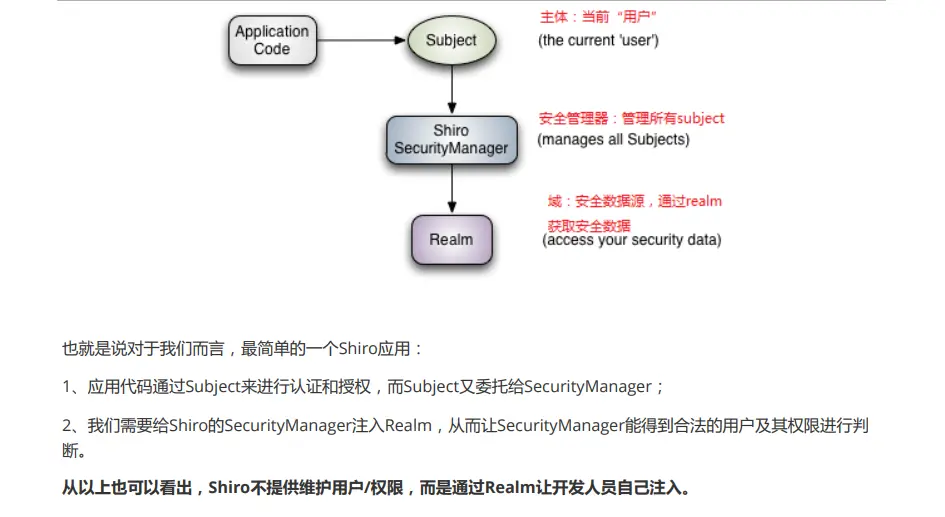 Application
Code
Subject
主体：当前“用户”
(the current 'user')
Shiro
SecurityManager
安全管理器：管理所有subject
(manages all Subjects)
Realm
域：安全数据源，通过realm
获取安全数据
(access your security data)
也就是说对于我们而言，最简单的一个Shiro应用：
1、应用代码通过Subject来进行认证和授权，而Subject又委托给SecurityManager；
2、我们需要给Shiro的SecurityManager注入Realm，从而让SecurityManager能得到合法的用户及其权限进行判
断。
从以上也可以看出，Shiro不提供维护用户/权限，而是通过Realm让开发人员自己注入。